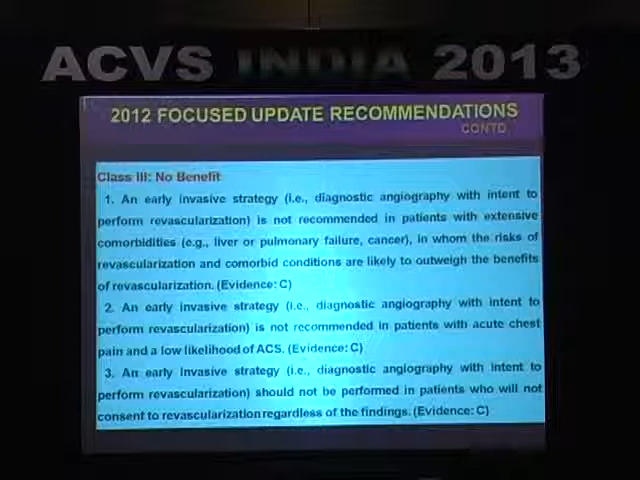 ACVS INDIA 2013
2012 FOCUSED UPDATE RECOMMENDATIONS
CONTD
Class III: No Benefit
1. An early invasive strategy (i.e., diagnostic angiography with intent to
perform revascularization) is not recommended in patients with extensive
comorbidities (e.g., liver or pulmonary failure, cancer), in whom the risks of
revascularization and comorbid conditions are likely to outweigh the benefits
of revascularization. (Evidence: C)
2. An early invasive strategy (i.e., diagnostic angiography with intent to
perform revascularization) is not recommended in patients with acute chest
pain and a low likelihood of ACS. (Evidence: C)
3. An early invasive strategy (i.e., diagnostic angiography with intent to
perform revascularization) should not be performed in patients who will not
consent to revascularization regardless of the findings. (Evidence: C)